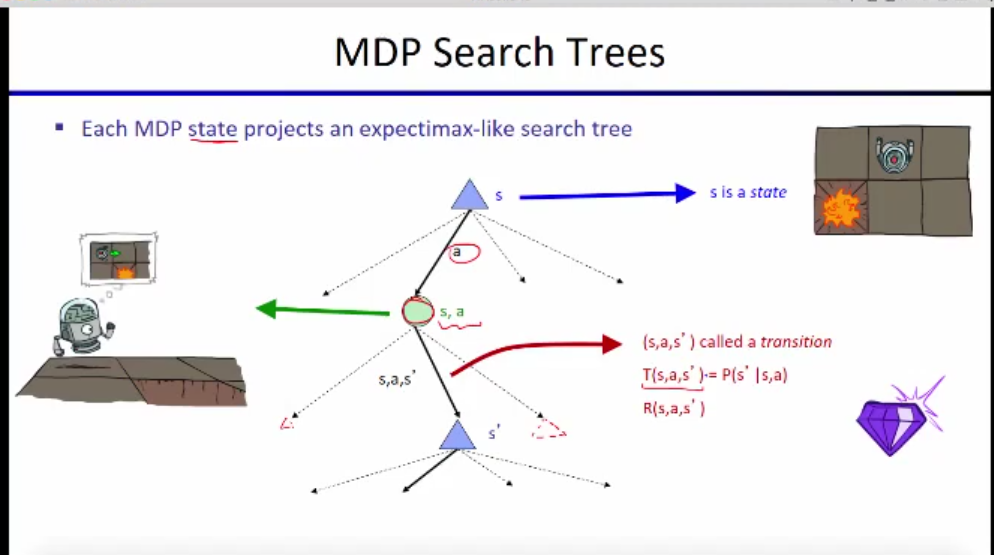 MDP Search Trees
▪ Each MDP state projects an expectimax-like search tree
s
s is a state
a
s, a
(s,a,s') called a transition
s,a,s'
T(s,a,s') = P(s'|s,a)
R(s,a,s')
s'